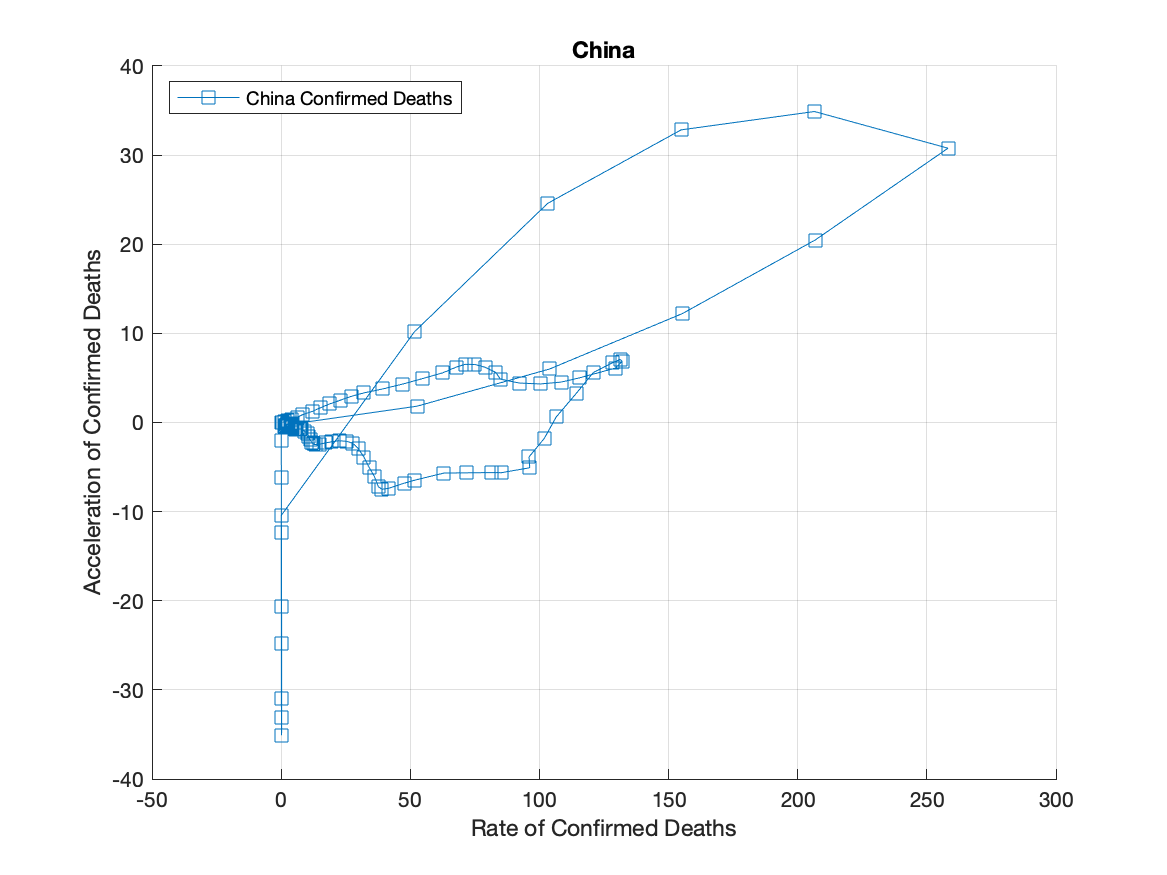 China
China Confirmed Deaths
40
30
20
10
0
-10
-20
-30
-40
Acceleration of Confirmed Deaths
-50 0 50 100 150 200 250 300
Rate of Confirmed Deaths